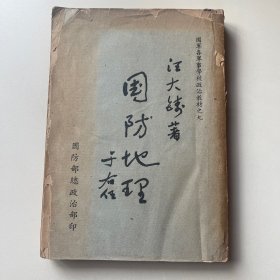 國軍各軍事學校政治教材之九
汪大鑄著
國防地理
于右任
國防部總政治部印